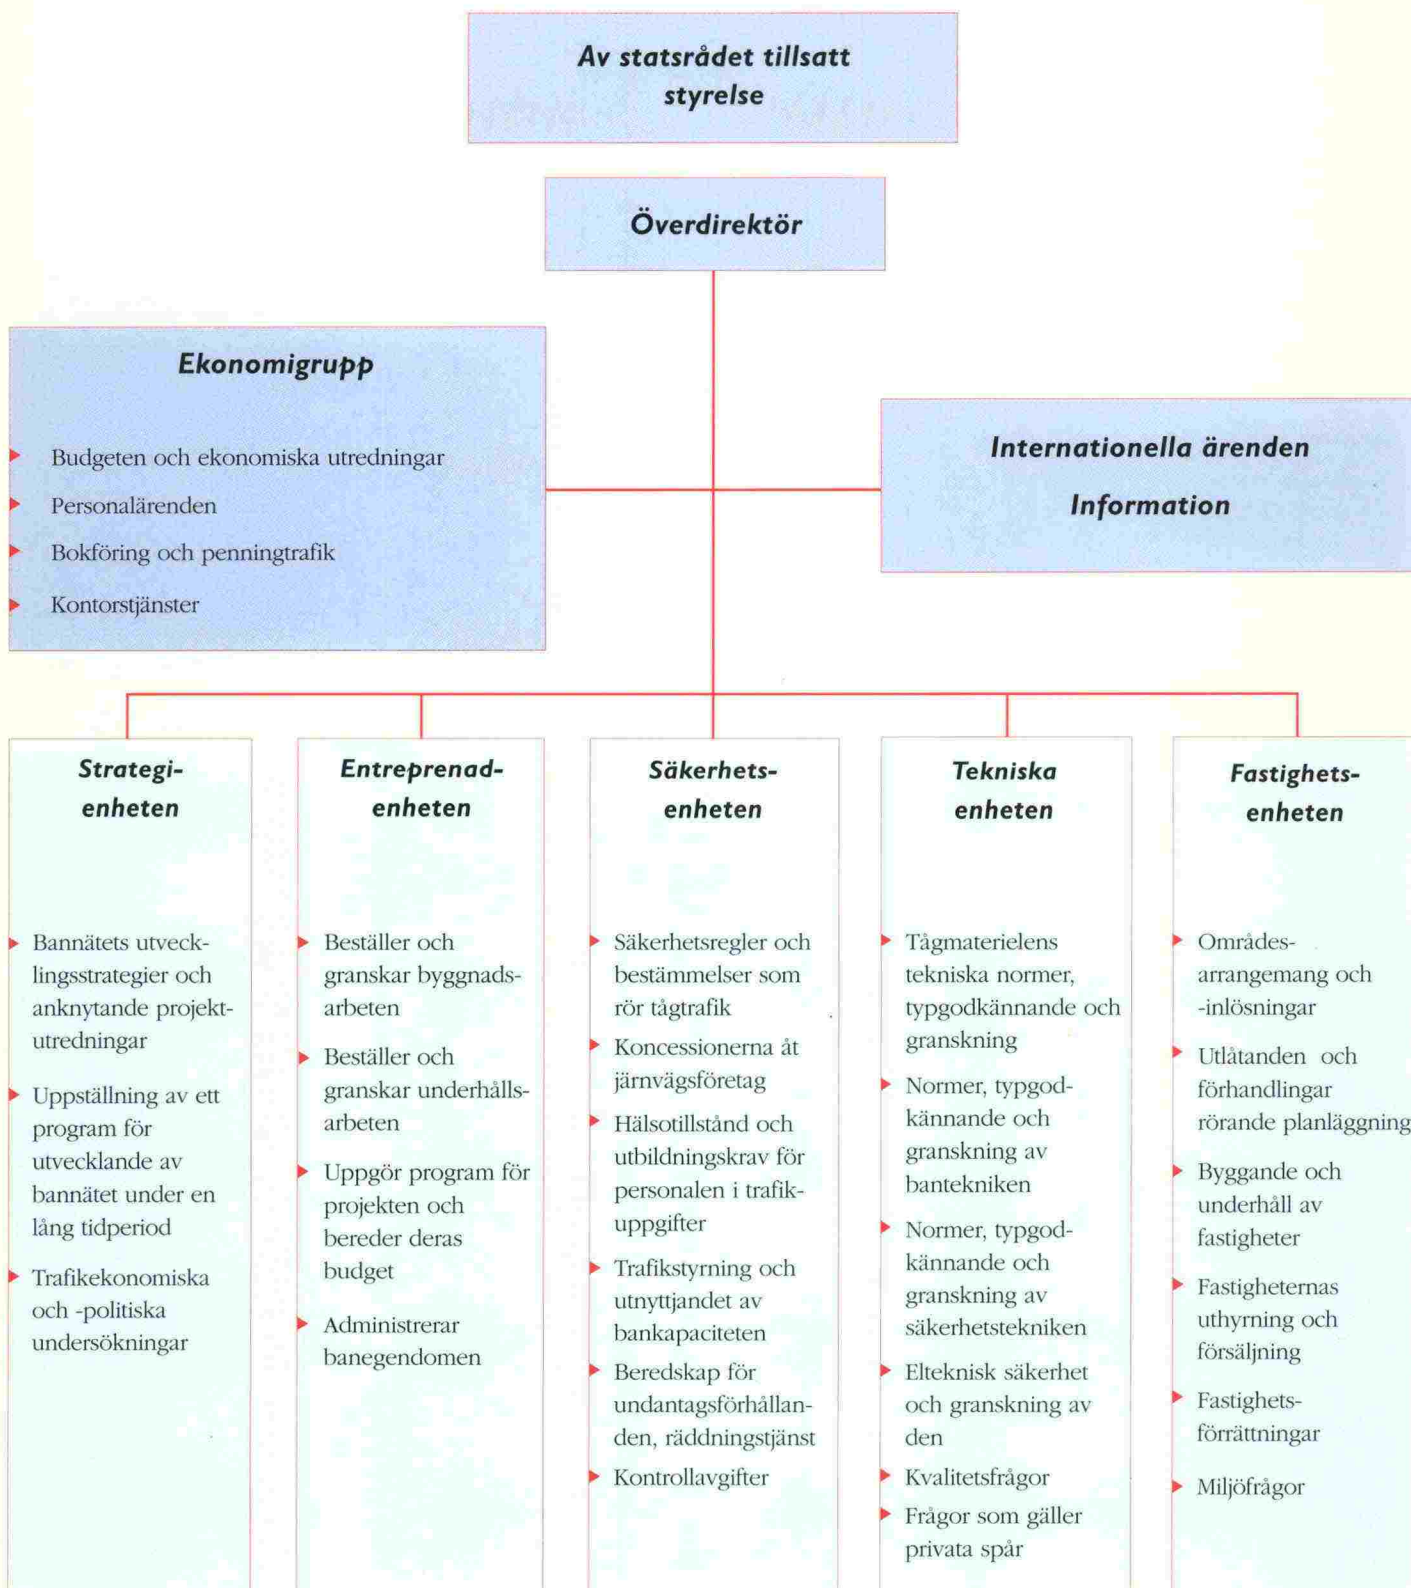 Av statsrådet tillsatt
styrelse
Överdirektör
Ekonomigrupp
Budgeten och ekonomiska utredningar
Personalärenden
Bokföring och penningtrafik
Kontorstjänster
Internationella ärenden
Information
Strategi-
enheten
Bannätets utveck-
lingsstrategier och
anknytande projekt-
utredningar
Uppställning av ett
program för
utvecklande av
bannätet under en
lång tidperiod
Trafikekonomiska
och -politiska
undersökningar
Entreprenad-
enheten
Beställer och
granskar byggnads-
arbeten
Beställer och
granskar underhålls-
arbeten
Uppgör program för
projekten och
bereder deras
budget
Administrerar
banegendomen
Säkerhets-
enheten
Säkerhetsregler och
bestämmelser som
rör tågtrafik
Koncessionerna åt
järnvägsföretag
Hälsotillstånd och
utbildningskrav för
personalen i trafik-
uppgifter
Trafikstyrning och
utnyttjandet av
bankapaciteten
Beredskap för
undantagsförhållan-
den, räddningstjänst
Kontrollavgifter
Tekniska
enheten
Tågmaterielens
tekniska normer,
typgodkännande och
granskning
Normer, typgod-
kännande och
granskning av
bantekniken
Normer, typgod-
kännande och
granskning av
säkerhetstekniken
Elteknisk säkerhet
och granskning av
den
Kvalitetsfrågor
Frågor som gäller
privata spår
Fastighets-
enheten
Områdes-
arrangemang och
-inlösningar
Utlåtanden och
förhandlingar
rörande planläggning
Byggande och
underhåll av
fastigheter
Fastigheternas
uthyrning och
försäljning
Fastighets-
förrättningar
Miljöfrågor